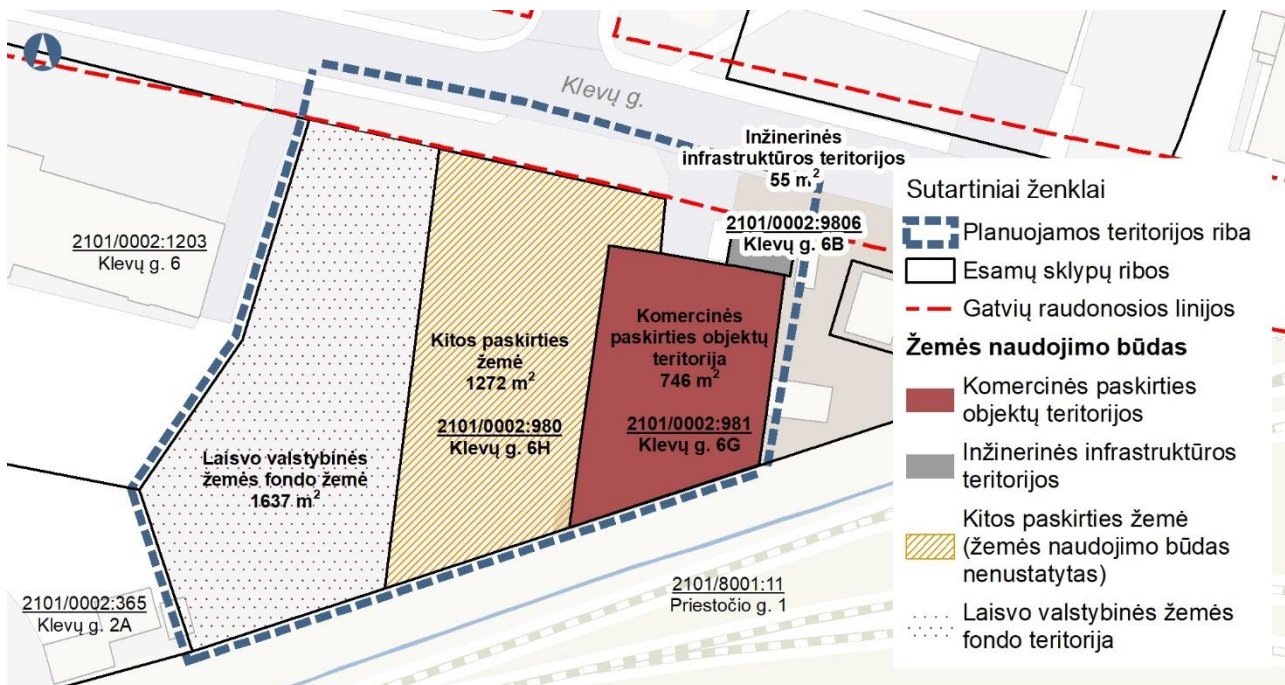 Klevų g.
Inžinerinės
infrastruktūros teritorijos
55 m²
2101/0002:9806
Klevų g. 6B
2101/0002:1203
Klevų g. 6
Komercinės
paskirties objektų
teritorija
746 m²
2101/0002:981
Klevų g. 6G
Kitos paskirties
žemė
1272 m²
2101/0002:980
Klevų g. 6H
Laisvo valstybinės
žemės fondo žemė
1637 m²
2101/0002:365
Klevų g. 2A
2101/8001:11
Priestočio g. 1
Sutartiniai ženklai
Planuojamos teritorijos riba
Esamų sklypų ribos
Gatvių raudonosios linijos
Žemės naudojimo būdas
Komercinės paskirties
objektų teritorijos
Inžinerinės infrastruktūros
teritorijos
Kitos paskirties žemė
(žemės naudojimo būdas
nenustatytas)
Laisvo valstybinės žemės
fondo teritorija